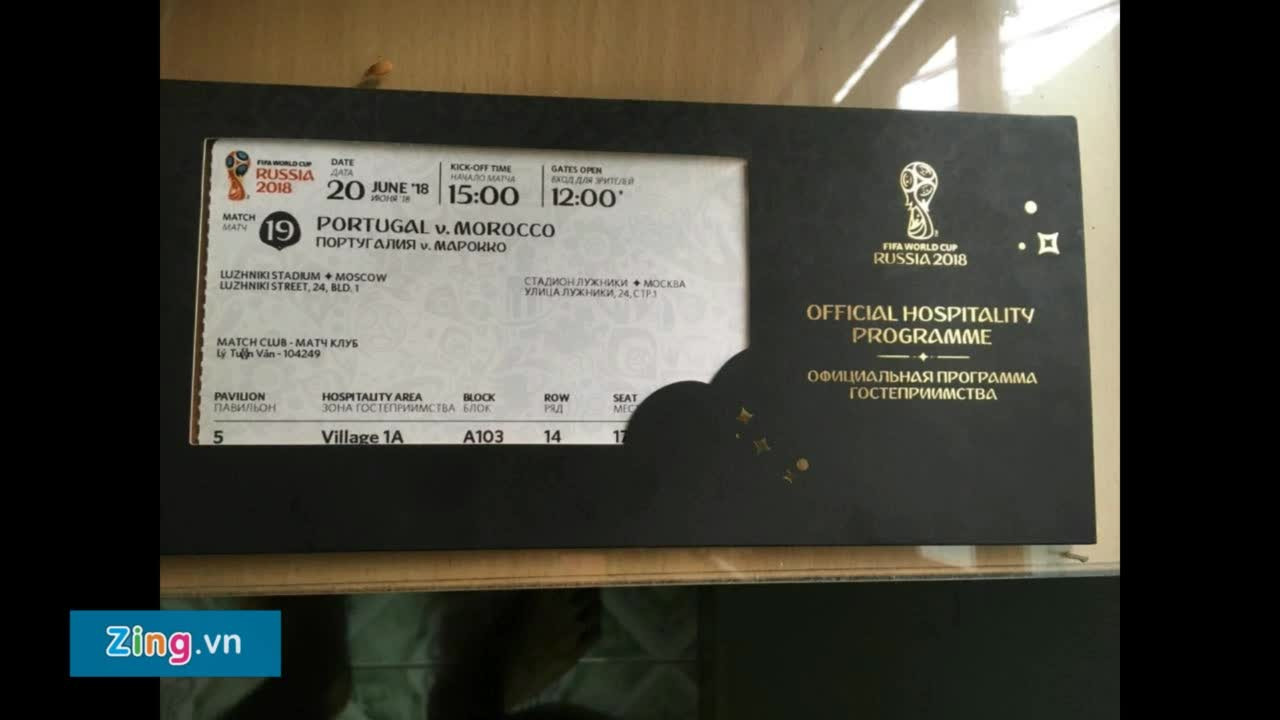 FIFA WORLD CUP
RUSSIA
2018
DATE
ДАТА
20 JUNE '18
ИЮНЯ '18
KICK-OFF TIME
НАЧАЛО МАТЧА
15:00
GATES OPEN
ВХОД ДЛЯ ЗРИТЕЛЕЙ
12:00*
MATCH
МАТЧ
19
PORTUGAL v. MOROCCO
ПОРТУГАЛИЯ v. МАРОККО
LUZHNIKI STADIUM ✦ MOSCOW
LUZHNIKI STREET, 24, BLD. 1
СТАДИОН ЛУЖНИКИ ✦ МОСКВА
УЛИЦА ЛУЖНИКИ, 24, СТР.1
MATCH CLUB - МАТЧ КЛУБ
Lý Văn - 104249
PAVILION
ПАВИЛЬОН
5
HOSPITALITY AREA
ЗОНА ГОСТЕПРИИМСТВА
Village 1A
BLOCK
БЛОК
A103
ROW
РЯД
14
SEAT
FIFA WORLD CUP
RUSSIA 2018
OFFICIAL HOSPITALITY
PROGRAMME
ОФИЦИАЛЬНАЯ ПРОГРАММА
ГОСТЕПРИИМСТВА
Zing.vn